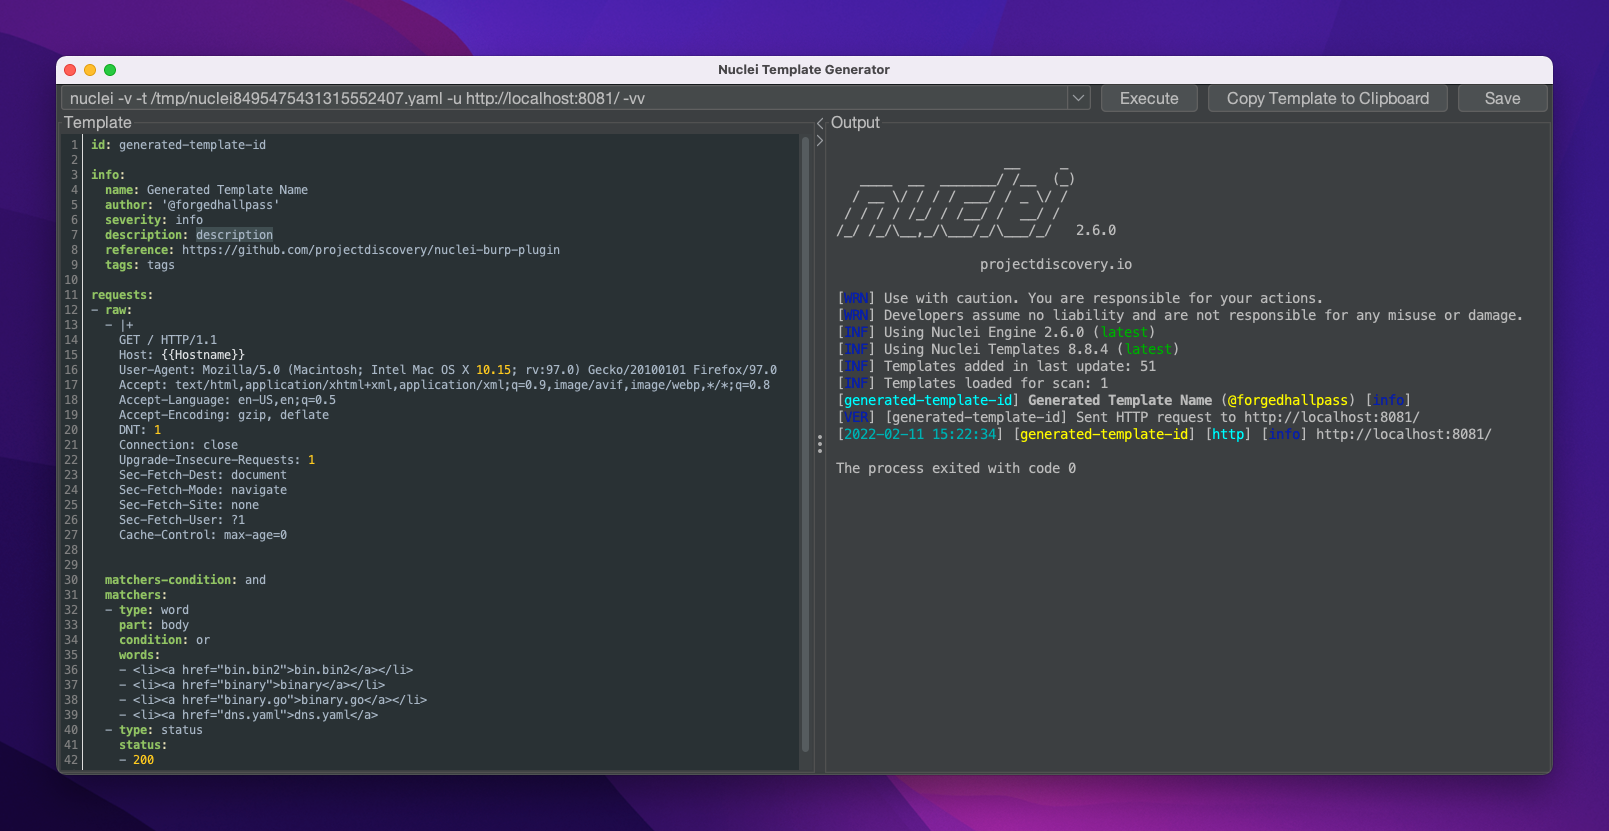 Nuclei Template Generator
nuclei -v -t /tmp/nuclei8495475431315552407.yaml -u http://localhost:8081/ -vv
Execute
Copy Template to Clipboard
Save
Template
1 id: generated-template-id
2
3 info:
4   name: Generated Template Name
5   author: '@forgedhallpass'
6   severity: info
7   description: description
8   reference: https://github.com/projectdiscovery/nuclei-burp-plugin
9   tags: tags
10
11 requests:
12 - raw:
13   - |+
14     GET / HTTP/1.1
15     Host: {{Hostname}}
16     User-Agent: Mozilla/5.0 (Macintosh; Intel Mac OS X 10.15; rv:97.0) Gecko/20100101 Firefox/97.0
17     Accept: text/html,application/xhtml+xml,application/xml;q=0.9,image/avif,image/webp,*/*;q=0.8
18     Accept-Language: en-US,en;q=0.5
19     Accept-Encoding: gzip, deflate
20     DNT: 1
21     Connection: close
22     Upgrade-Insecure-Requests: 1
23     Sec-Fetch-Dest: document
24     Sec-Fetch-Mode: navigate
25     Sec-Fetch-Site: none
26     Sec-Fetch-User: ?1
27     Cache-Control: max-age=0
28
29
30   matchers-condition: and
31   matchers:
32   - type: word
33     part: body
34     condition: or
35     words:
36     - <li><a href="bin.bin2">bin.bin2</a></li>
37     - <li><a href="binary">binary</a></li>
38     - <li><a href="binary.go">binary.go</a></li>
39     - <li><a href="dns.yaml">dns.yaml</a>
40   - type: status
41     status:
42     - 200
Output
                     __     _
   ____  __  _______/ /__  (_)
  / __ \/ / / / ___/ / _ \/ /
 / / / / /_/ / /__/ /  __/ /
/_/ /_/\__,_/\___/_/\___/_/   2.6.0
projectdiscovery.io
[WRN] Use with caution. You are responsible for your actions.
[WRN] Developers assume no liability and are not responsible for any misuse or damage.
[INF] Using Nuclei Engine 2.6.0 (latest)
[INF] Using Nuclei Templates 8.8.4 (latest)
[INF] Templates added in last update: 51
[INF] Templates loaded for scan: 1
[generated-template-id] Generated Template Name (@forgedhallpass) [info]
[VER] [generated-template-id] Sent HTTP request to http://localhost:8081/
[2022-02-11 15:22:34] [generated-template-id] [http] [info] http://localhost:8081/
The process exited with code 0